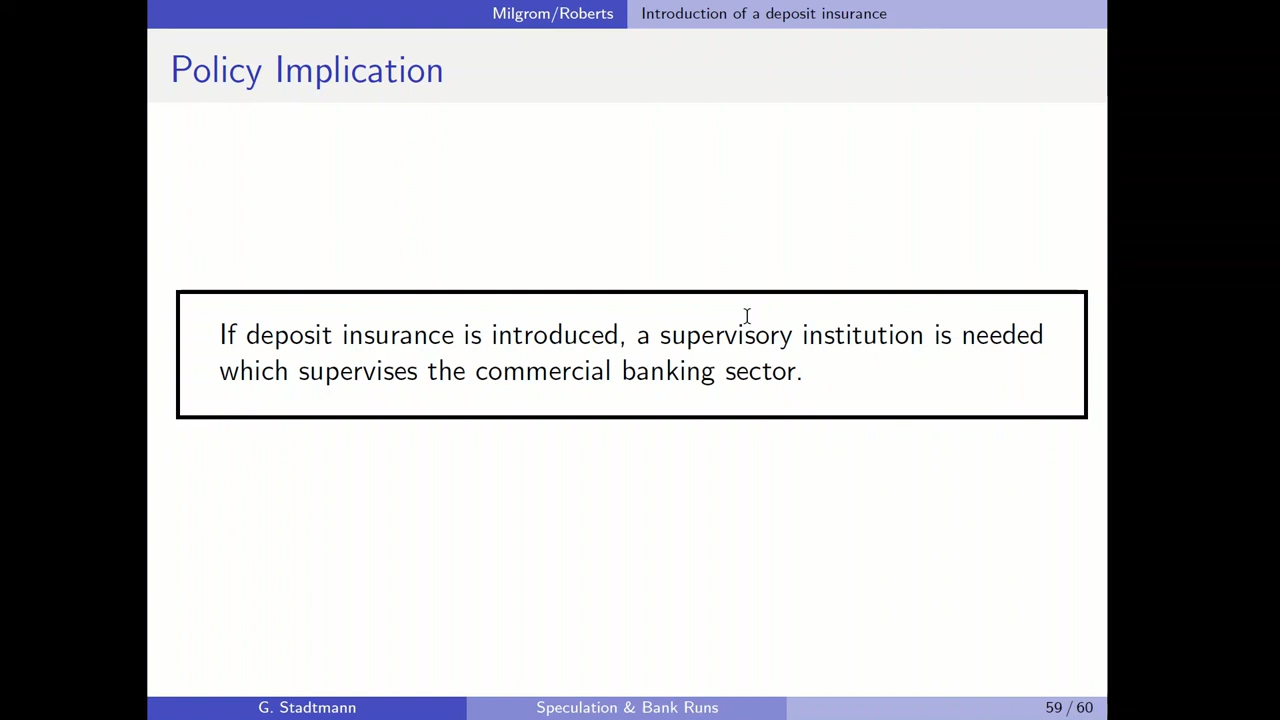 Milgrom/Roberts Introduction of a deposit insurance
Policy Implication
If deposit insurance is introduced, a supervisory institution is needed
which supervises the commercial banking sector.
G. Stadtmann Speculation & Bank Runs 59 / 60